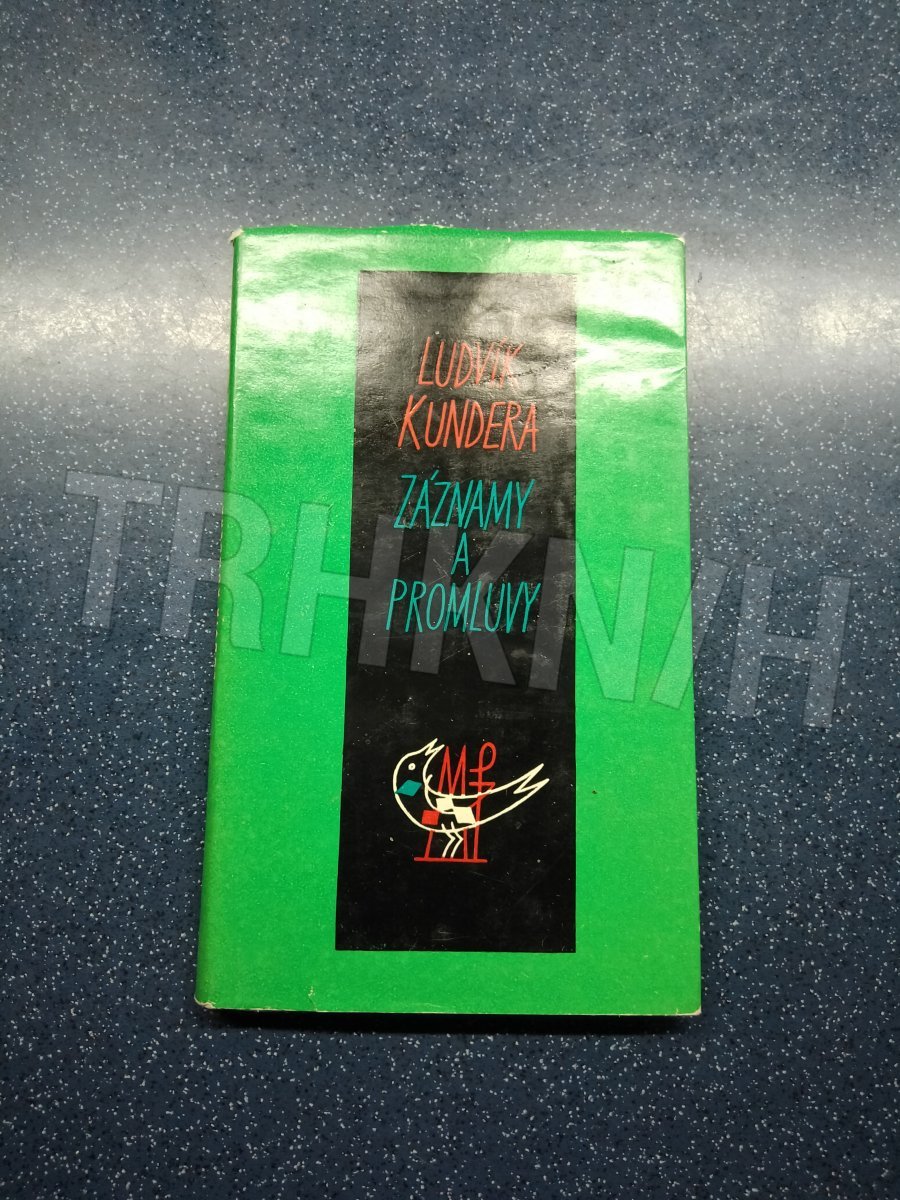 LUDVÍK
KUNDERA
ZÁZNAMY
A
PROMLUVY
MF
TRHKNIH